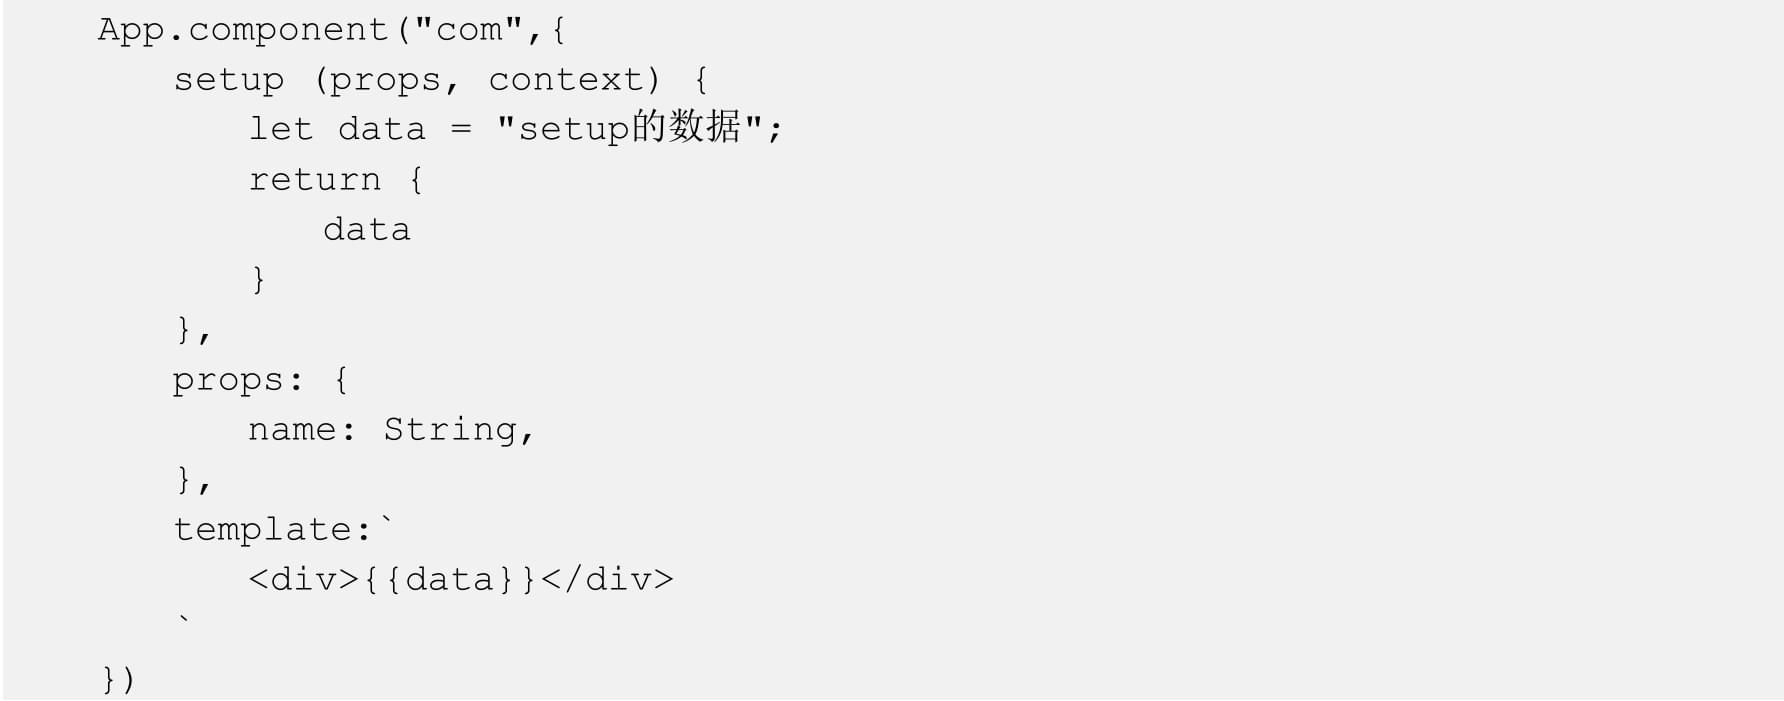 App.component("com",{
    setup (props, context) {
        let data = "setup的数据";
        return {
            data
        }
    },
    props: {
        name: String,
    },
    template:`
        <div>{{data}}</div>
    `
})